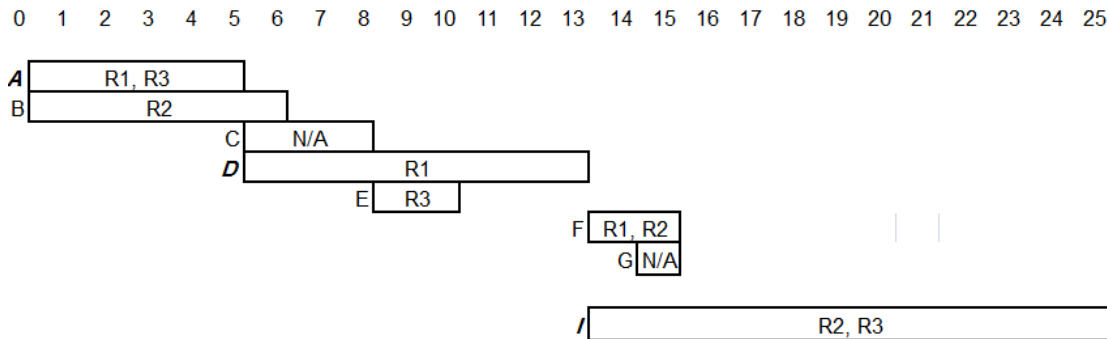 0 1 2 3 4 5 6 7 8 9 10 11 12 13 14 15 16 17 18 19 20 21 22 23 24 25
A R1, R3
B R2
C N/A
D R1
E R3
F R1, R2
G N/A
I R2, R3